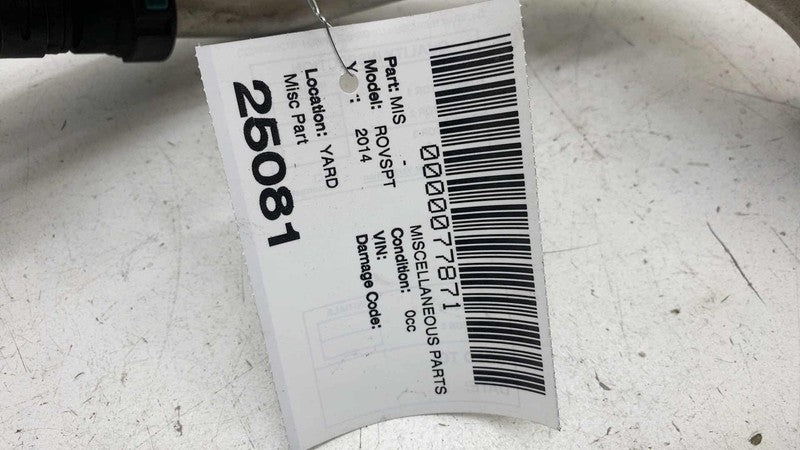 0000077871
Part: MIS - MISCELLANEOUS PARTS
Model: ROVSPT Condition: 0cc
2014 VIN:
Damage Code:
Location: YARD
Misc Part
25081